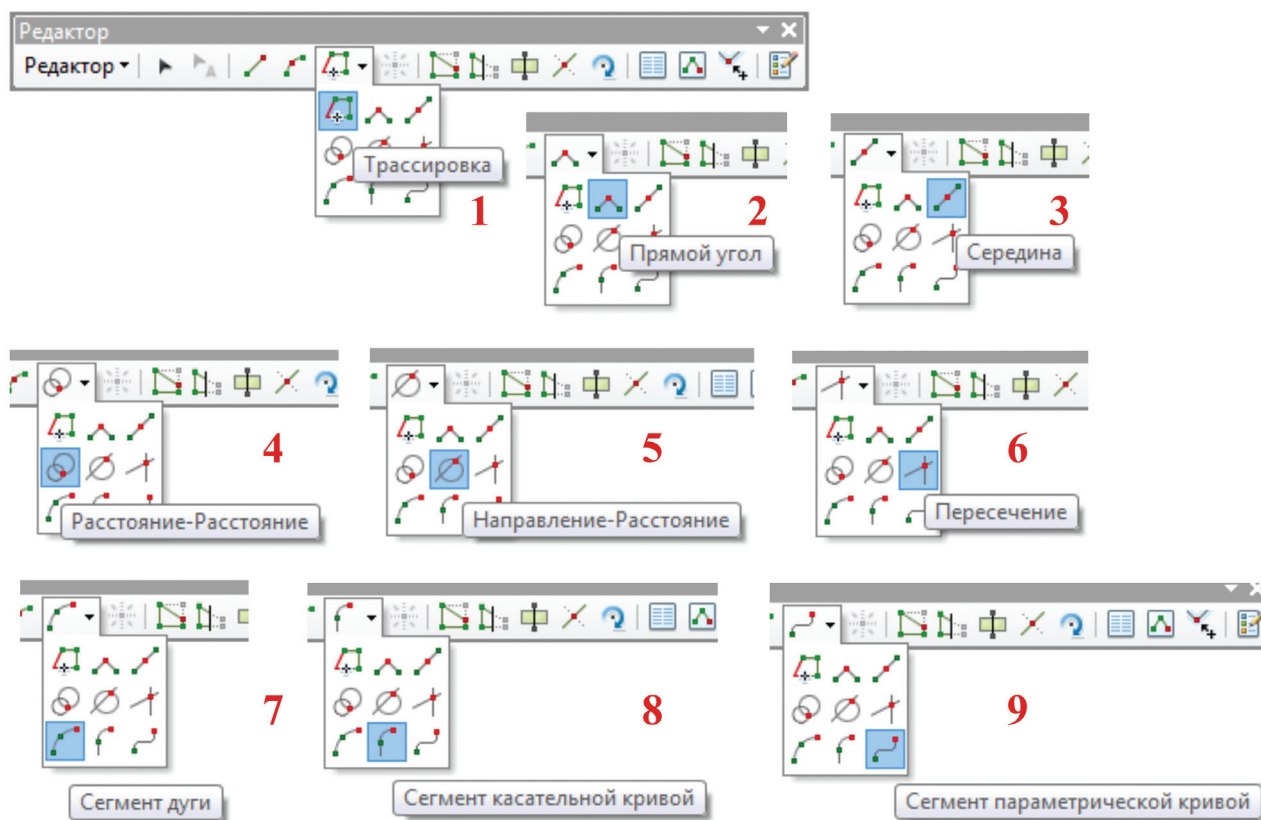 Редактор
Редактор
Трассировка
1
2
Прямой угол
3
Середина
4
Расстояние-Расстояние
5
Направление-Расстояние
6
Пересечение
7
Сегмент дуги
8
Сегмент касательной кривой
9
Сегмент параметрической кривой